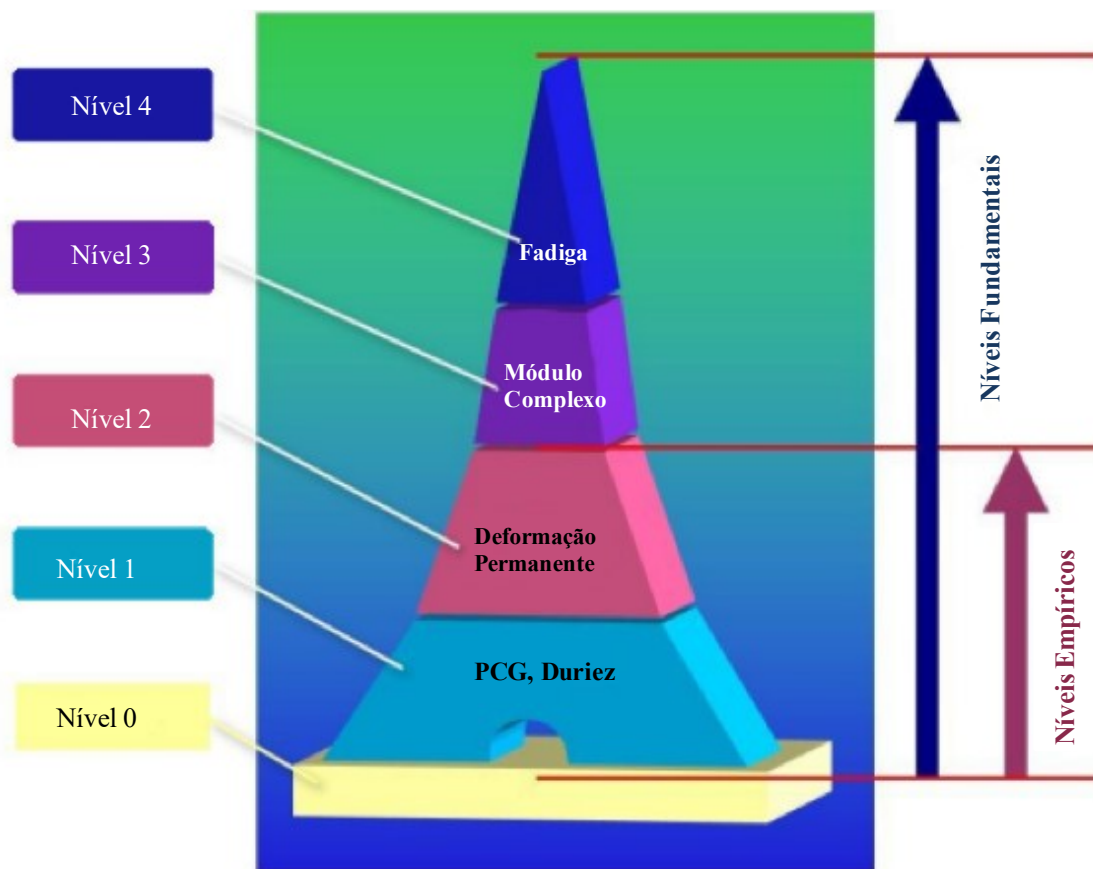 Nível 4
Nível 3
Nível 2
Nível 1
Nível 0
Fadiga
Módulo
Complexo
Deformação
Permanente
PCG, Duriez
Níveis Fundamentais
Níveis Empíricos